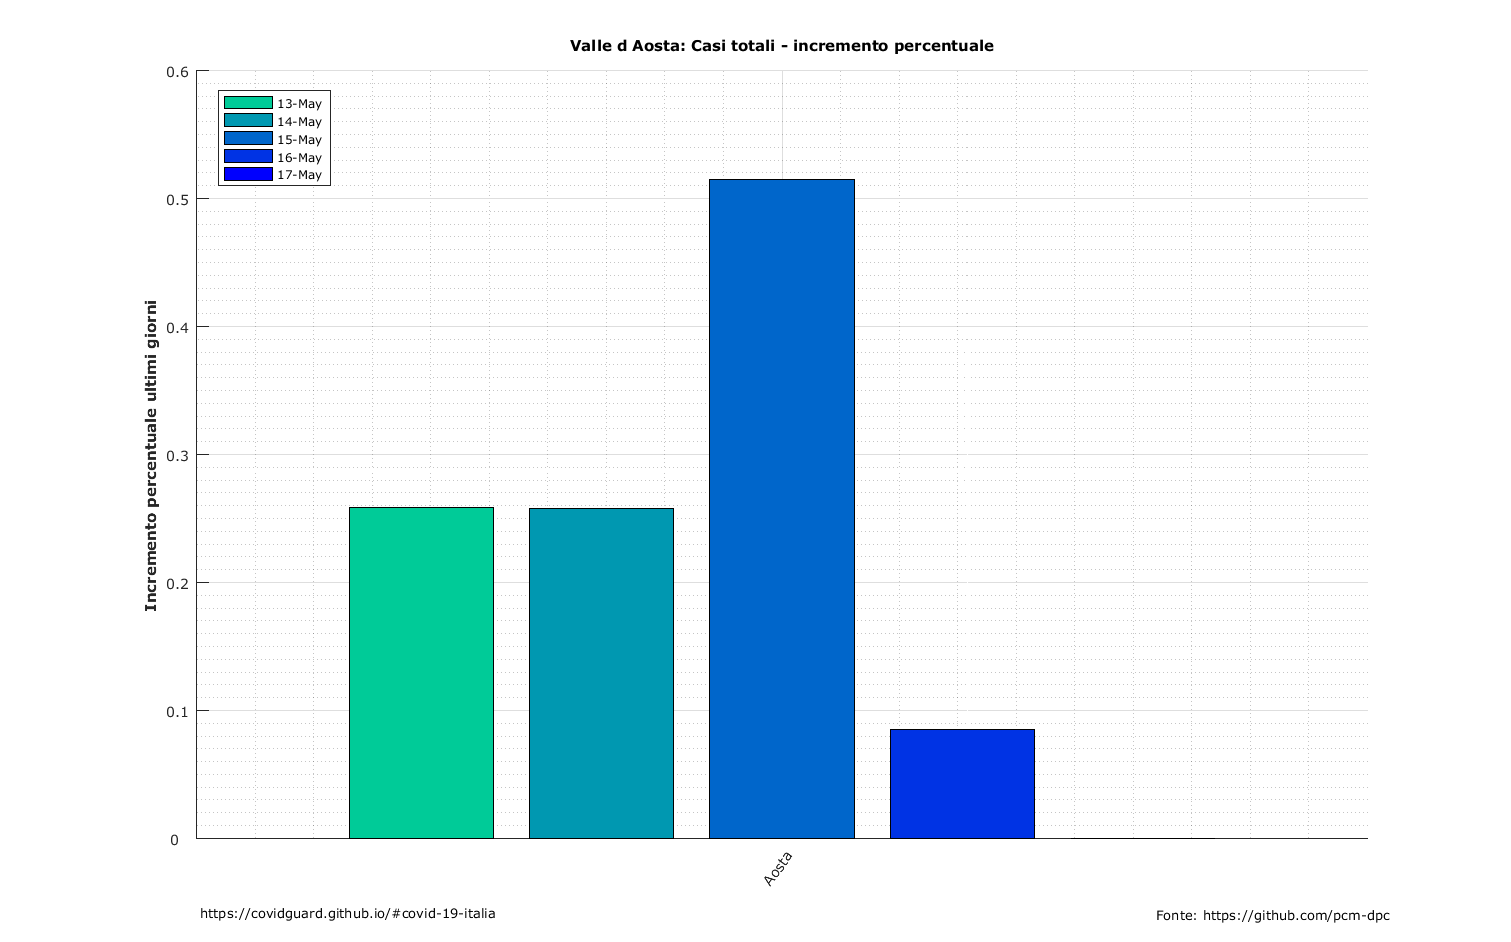 Valle d Aosta: Casi totali - incremento percentuale
0.6
0.5
0.4
0.3
0.2
0.1
0
Incremento percentuale ultimi giorni
13-May
14-May
15-May
16-May
17-May
Aosta
https://covidguard.github.io/#covid-19-italia
Fonte: https://github.com/pcm-dpc